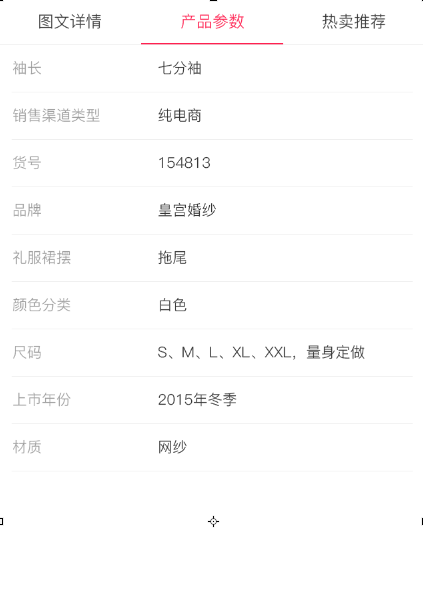 图文详情 产品参数 热卖推荐
袖长 七分袖
销售渠道类型 纯电商
货号 154813
品牌 皇宫婚纱
礼服裙摆 拖尾
颜色分类 白色
尺码 S、M、L、XL、XXL，量身定做
上市年份 2015年冬季
材质 网纱